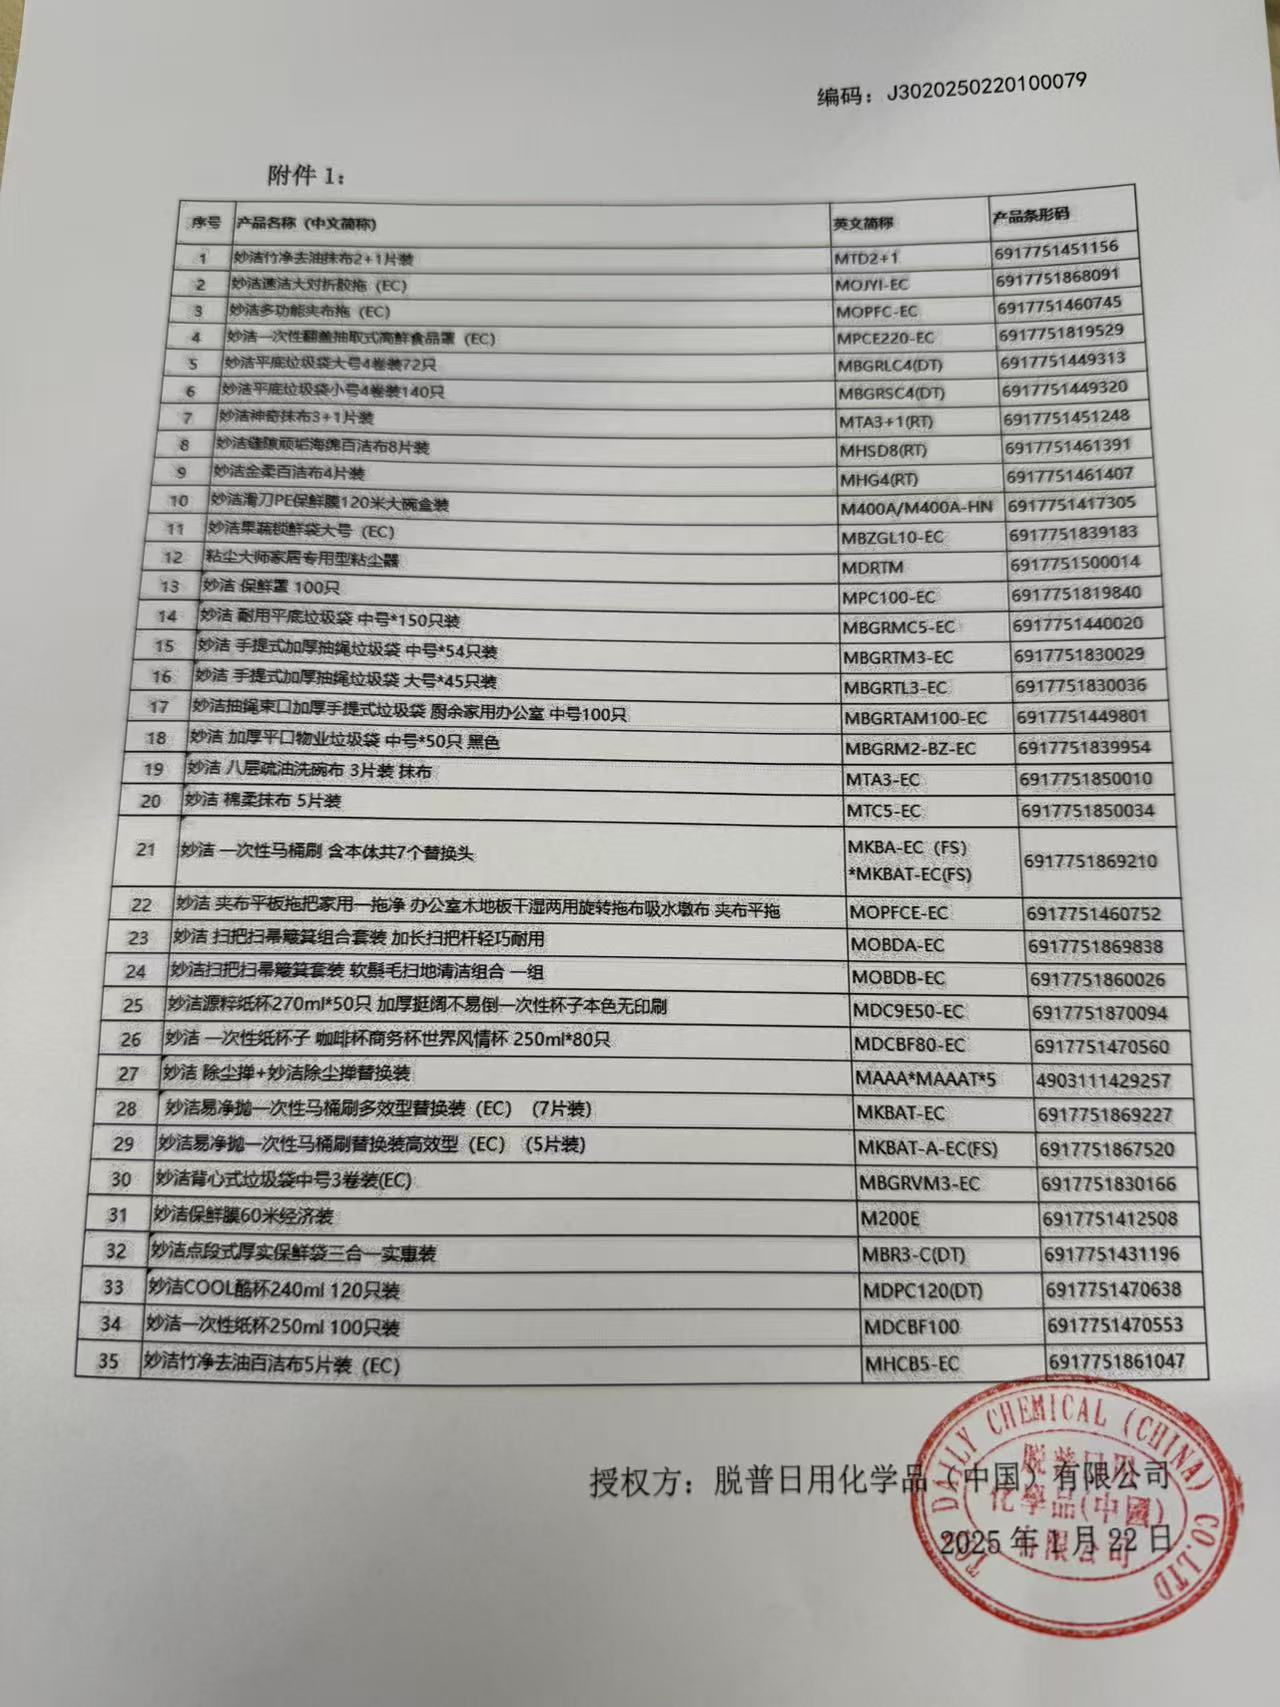 编码：J3020250220100079
附件 1：
序号 产品名称（中文简称） 英文简称 产品条形码
1 妙洁竹净去油抹布2+1片装 MTD2+1 6917751451156
2 妙洁速洁大对折胶拖（EC） MOJYI-EC 6917751868091
3 妙洁多功能夹布拖（EC） MOPFC-EC 6917751460745
4 妙洁一次性翻盖抽取式高鲜食品罩（EC） MPCE220-EC 6917751819529
5 妙洁平底垃圾袋大号4卷装72只 MBGRLC4(DT) 6917751449313
6 妙洁平底垃圾袋小号4卷装140只 MBGRSC4(DT) 6917751449320
7 妙洁神奇抹布3+1片装 MTA3+1(RT) 6917751451248
8 妙洁缝隙顽垢海绵百洁布8片装 MHSD8(RT) 6917751461391
9 妙洁金柔百洁布4片装 MHG4(RT) 6917751461407
10 妙洁滑刀PE保鲜膜120米大碗盒装 M400A/M400A-HN 6917751417305
11 妙洁果蔬锁鲜袋大号（EC） MBZGL10-EC 6917751839183
12 粘尘大师家居专用型粘尘器 MDRTM 6917751500014
13 妙洁 保鲜罩 100只 MPC100-EC 6917751819840
14 妙洁 耐用平底垃圾袋 中号*150只装 MBGRMC5-EC 6917751440020
15 妙洁 手提式加厚抽绳垃圾袋 中号*54只装 MBGRTM3-EC 6917751830029
16 妙洁 手提式加厚抽绳垃圾袋 大号*45只装 MBGRTL3-EC 6917751830036
17 妙洁抽绳束口加厚手提式垃圾袋 厨余家用办公室 中号100只 MBGRTAM100-EC 6917751449801
18 妙洁 加厚平口物业垃圾袋 中号*50只 黑色 MBGRM2-BZ-EC 6917751839954
19 妙洁 八层疏油洗碗布 3片装 抹布 MTA3-EC 6917751850010
20 妙洁 棉柔抹布 5片装 MTC5-EC 6917751850034
21 妙洁 一次性马桶刷 含本体共7个替换头 MKBA-EC（FS） 6917751869210
*MKBAT-EC(FS)
22 妙洁 夹布平板拖把家用一拖净 办公室木地板干湿两用旋转拖布吸水墩布 夹布平拖 MOPFCE-EC 6917751460752
23 妙洁 扫把扫帚簸箕组合套装 加长扫把杆轻巧耐用 MOBDA-EC 6917751869838
24 妙洁扫把扫帚簸箕套装 软鬃毛扫地清洁组合 一组 MOBDB-EC 6917751860026
25 妙洁源粹纸杯270ml*50只 加厚挺阔不易倒一次性杯子本色无印刷 MDC9E50-EC 6917751870094
26 妙洁 一次性纸杯子 咖啡杯商务杯世界风情杯 250ml*80只 MDCBF80-EC 6917751470560
27 妙洁 除尘掸+妙洁除尘掸替换装 MAAA*MAAAT*5 4903111429257
28 妙洁易净抛一次性马桶刷多效型替换装（EC）（7片装） MKBAT-EC 6917751869227
29 妙洁易净抛一次性马桶刷替换装高效型（EC）（5片装） MKBAT-A-EC(FS) 6917751867520
30 妙洁背心式垃圾袋中号3卷装(EC) MBGRVM3-EC 6917751830166
31 妙洁保鲜膜60米经济装 M200E 6917751412508
32 妙洁点段式厚实保鲜袋三合一实惠装 MBR3-C(DT) 6917751431196
33 妙洁COOL酷杯240ml 120只装 MDPC120(DT) 6917751470638
34 妙洁一次性纸杯250ml 100只装 MDCBF100 6917751470553
35 妙洁竹净去油百洁布5片装（EC） MHCB5-EC 6917751861047
授权方：脱普日用化学品（中国）有限公司
2025 年 1 月 22 日
TOP DAILY CHEMICAL (CHINA) CO.LTD
脱普日用
化學品(中國)
有限公司